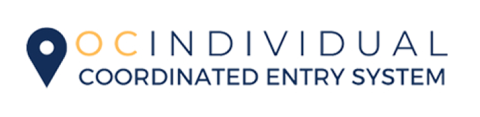 OCINDIVIDUAL
COORDINATED ENTRY SYSTEM